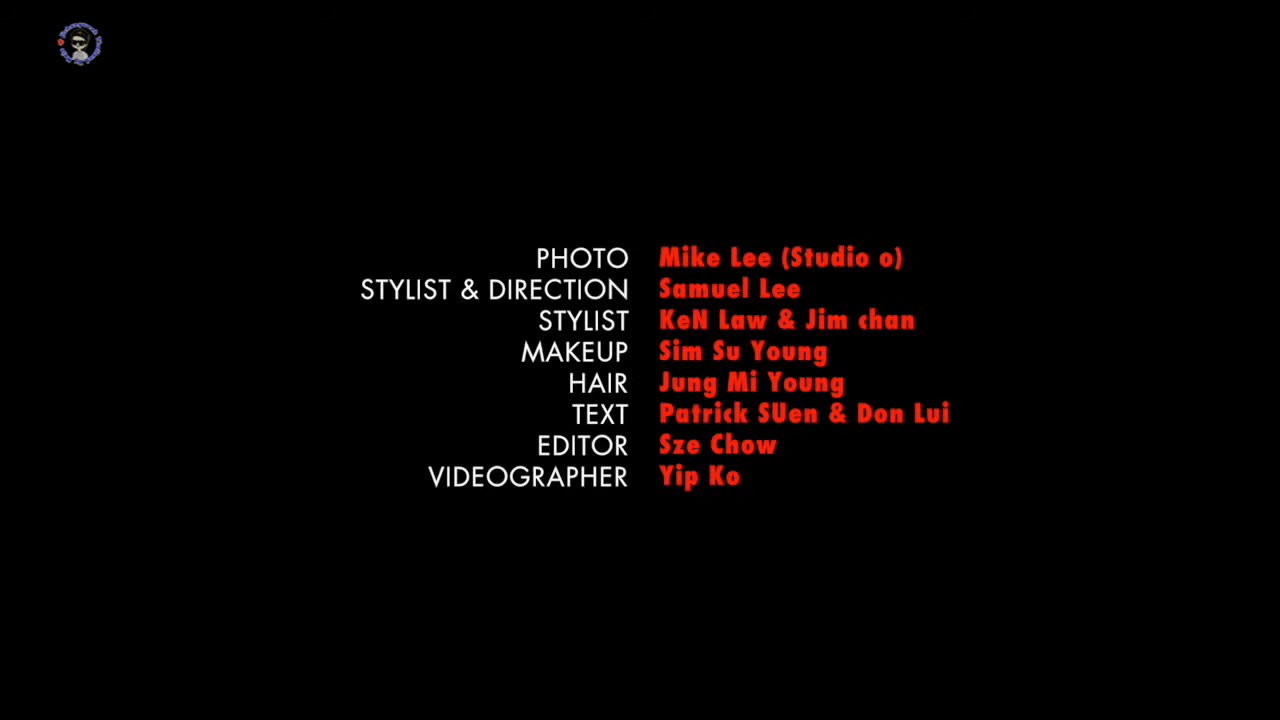 PHOTO Mike Lee (Studio o)
STYLIST & DIRECTION Samuel Lee
STYLIST KeN Law & Jim chan
MAKEUP Sim Su Young
HAIR Jung Mi Young
TEXT Patrick SUen & Don Lui
EDITOR Sze Chow
VIDEOGRAPHER Yip Ko